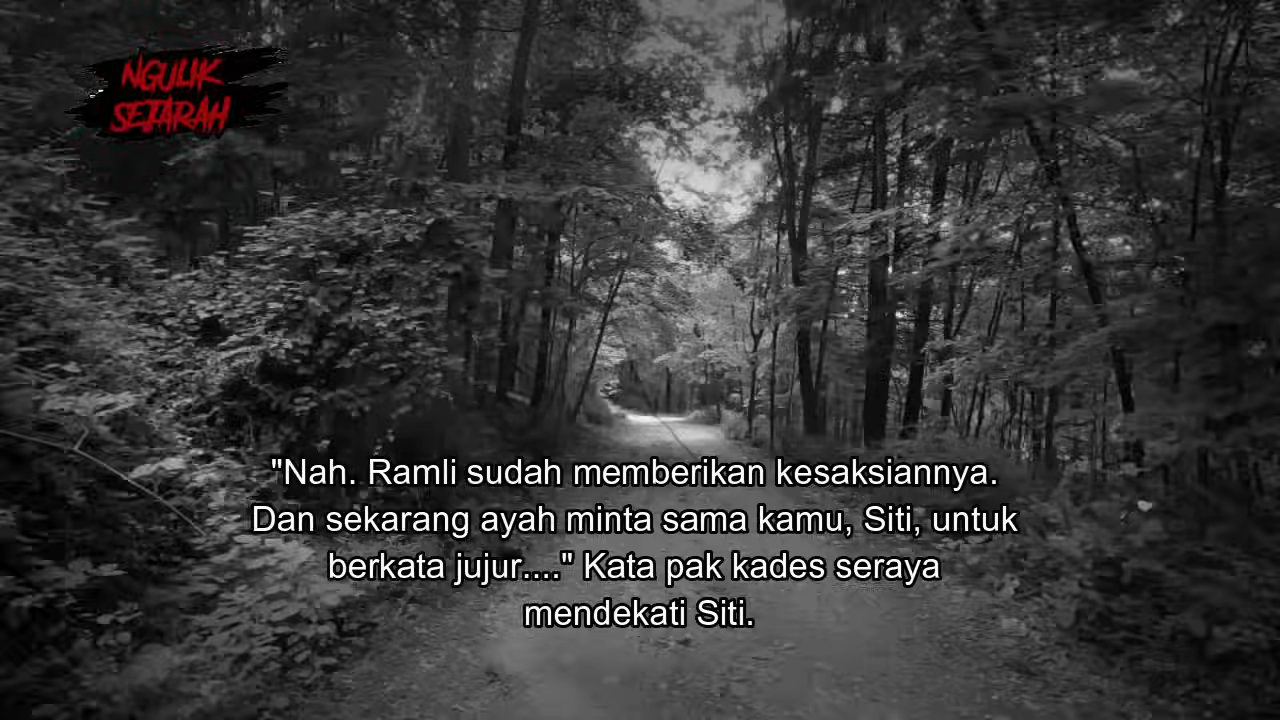 NGULIK
SEJARAH
"Nah. Ramli sudah memberikan kesaksiannya.
Dan sekarang ayah minta sama kamu, Siti, untuk
berkata jujur...." Kata pak kades seraya
mendekati Siti.